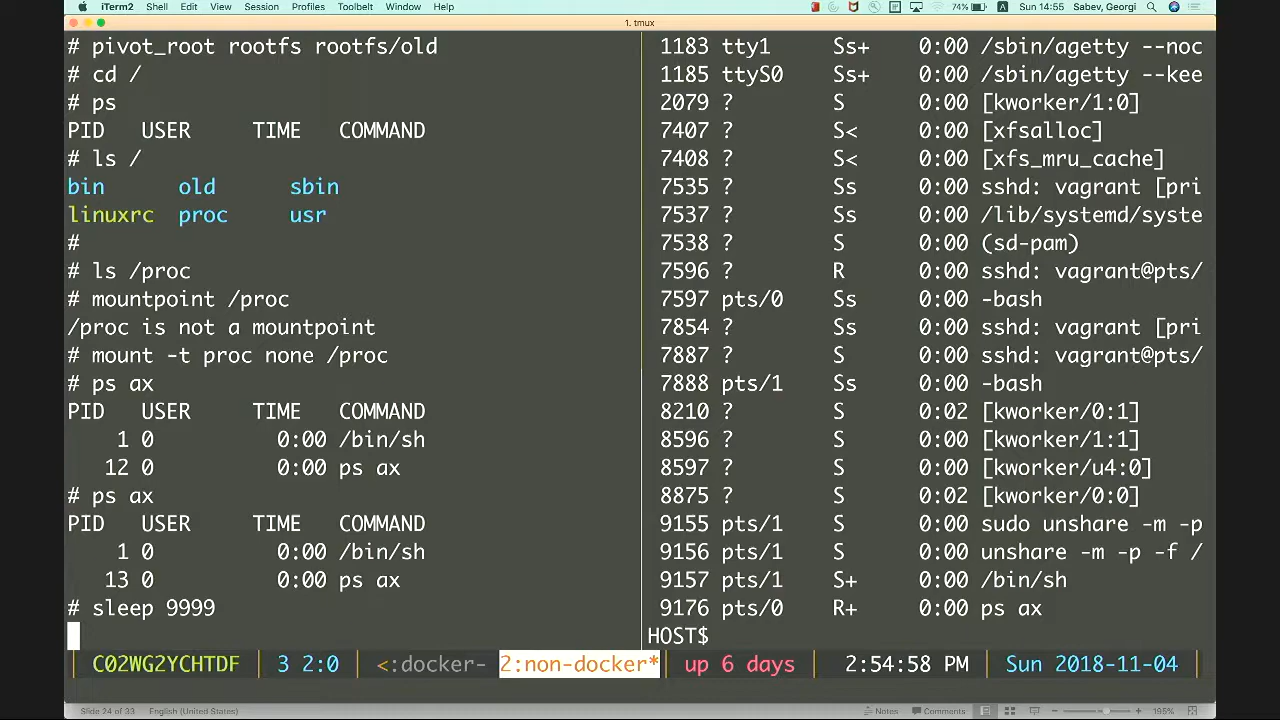 iTerm2 Shell Edit View Session Profiles Toolbelt Window Help 74% Sun 14:55 Sabev, Georgi
1. tmux
# pivot_root rootfs rootfs/old
# cd /
# ps
PID USER TIME COMMAND
# ls /
bin old sbin
linuxrc proc usr
#
# ls /proc
# mountpoint /proc
/proc is not a mountpoint
# mount -t proc none /proc
# ps ax
PID USER TIME COMMAND
1 0 0:00 /bin/sh
12 0 0:00 ps ax
# ps ax
PID USER TIME COMMAND
1 0 0:00 /bin/sh
13 0 0:00 ps ax
# sleep 9999
1183 tty1 Ss+ 0:00 /sbin/agetty --noc
1185 ttyS0 Ss+ 0:00 /sbin/agetty --kee
2079 ? S 0:00 [kworker/1:0]
7407 ? S< 0:00 [xfsalloc]
7408 ? S< 0:00 [xfs_mru_cache]
7535 ? Ss 0:00 sshd: vagrant [pri
7537 ? Ss 0:00 /lib/systemd/syste
7538 ? S 0:00 (sd-pam)
7596 ? R 0:00 sshd: vagrant@pts/
7597 pts/0 Ss 0:00 -bash
7854 ? Ss 0:00 sshd: vagrant [pri
7887 ? S 0:00 sshd: vagrant@pts/
7888 pts/1 Ss 0:00 -bash
8210 ? S 0:02 [kworker/0:1]
8596 ? S 0:00 [kworker/1:1]
8597 ? S 0:00 [kworker/u4:0]
8875 ? S 0:02 [kworker/0:0]
9155 pts/1 S 0:00 sudo unshare -m -p
9156 pts/1 S 0:00 unshare -m -p -f /
9157 pts/1 S+ 0:00 /bin/sh
9176 pts/0 R+ 0:00 ps ax
HOST$
C02WG2YCHTDF 3 2:0 <:docker- 2:non-docker* up 6 days 2:54:58 PM Sun 2018-11-04
Slide 24 of 33 English (United States) Notes Comments 195%